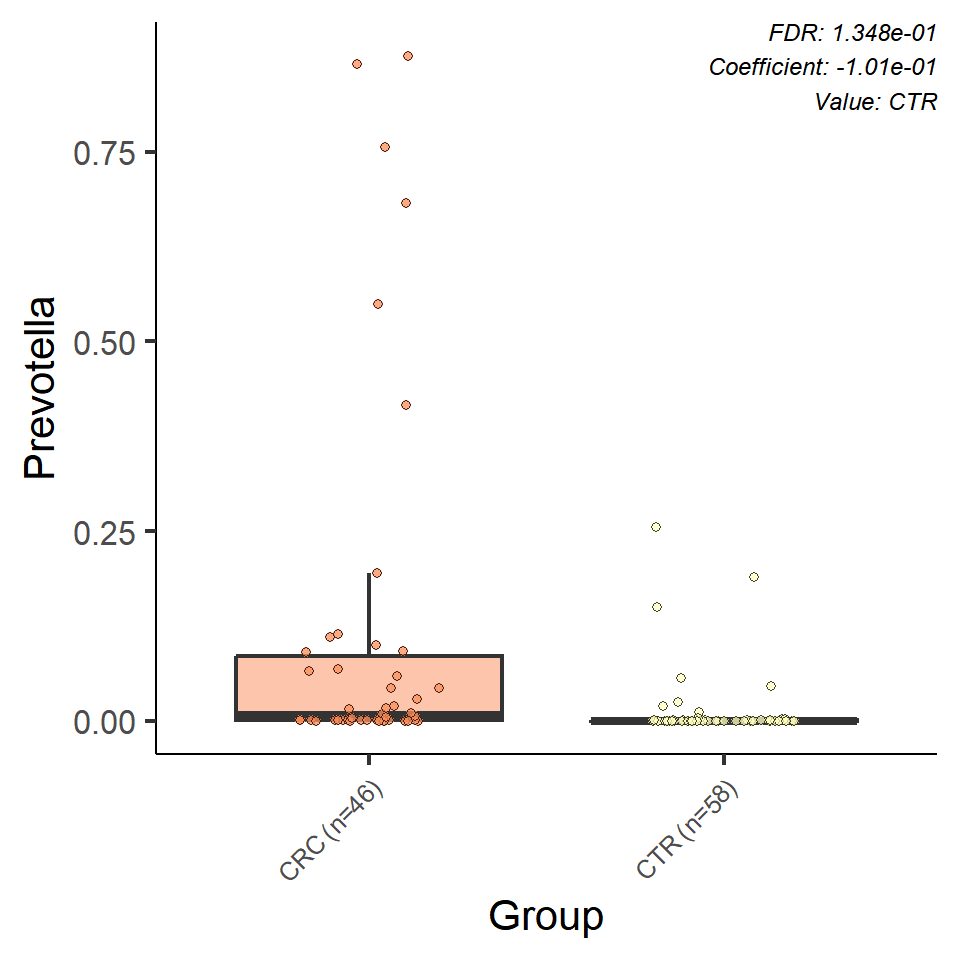 FDR: 1.348e-01
Coefficient: -1.01e-01
Value: CTR
Prevotella
0.75
0.50
0.25
0.00
CRC (n=46)
CTR (n=58)
Group